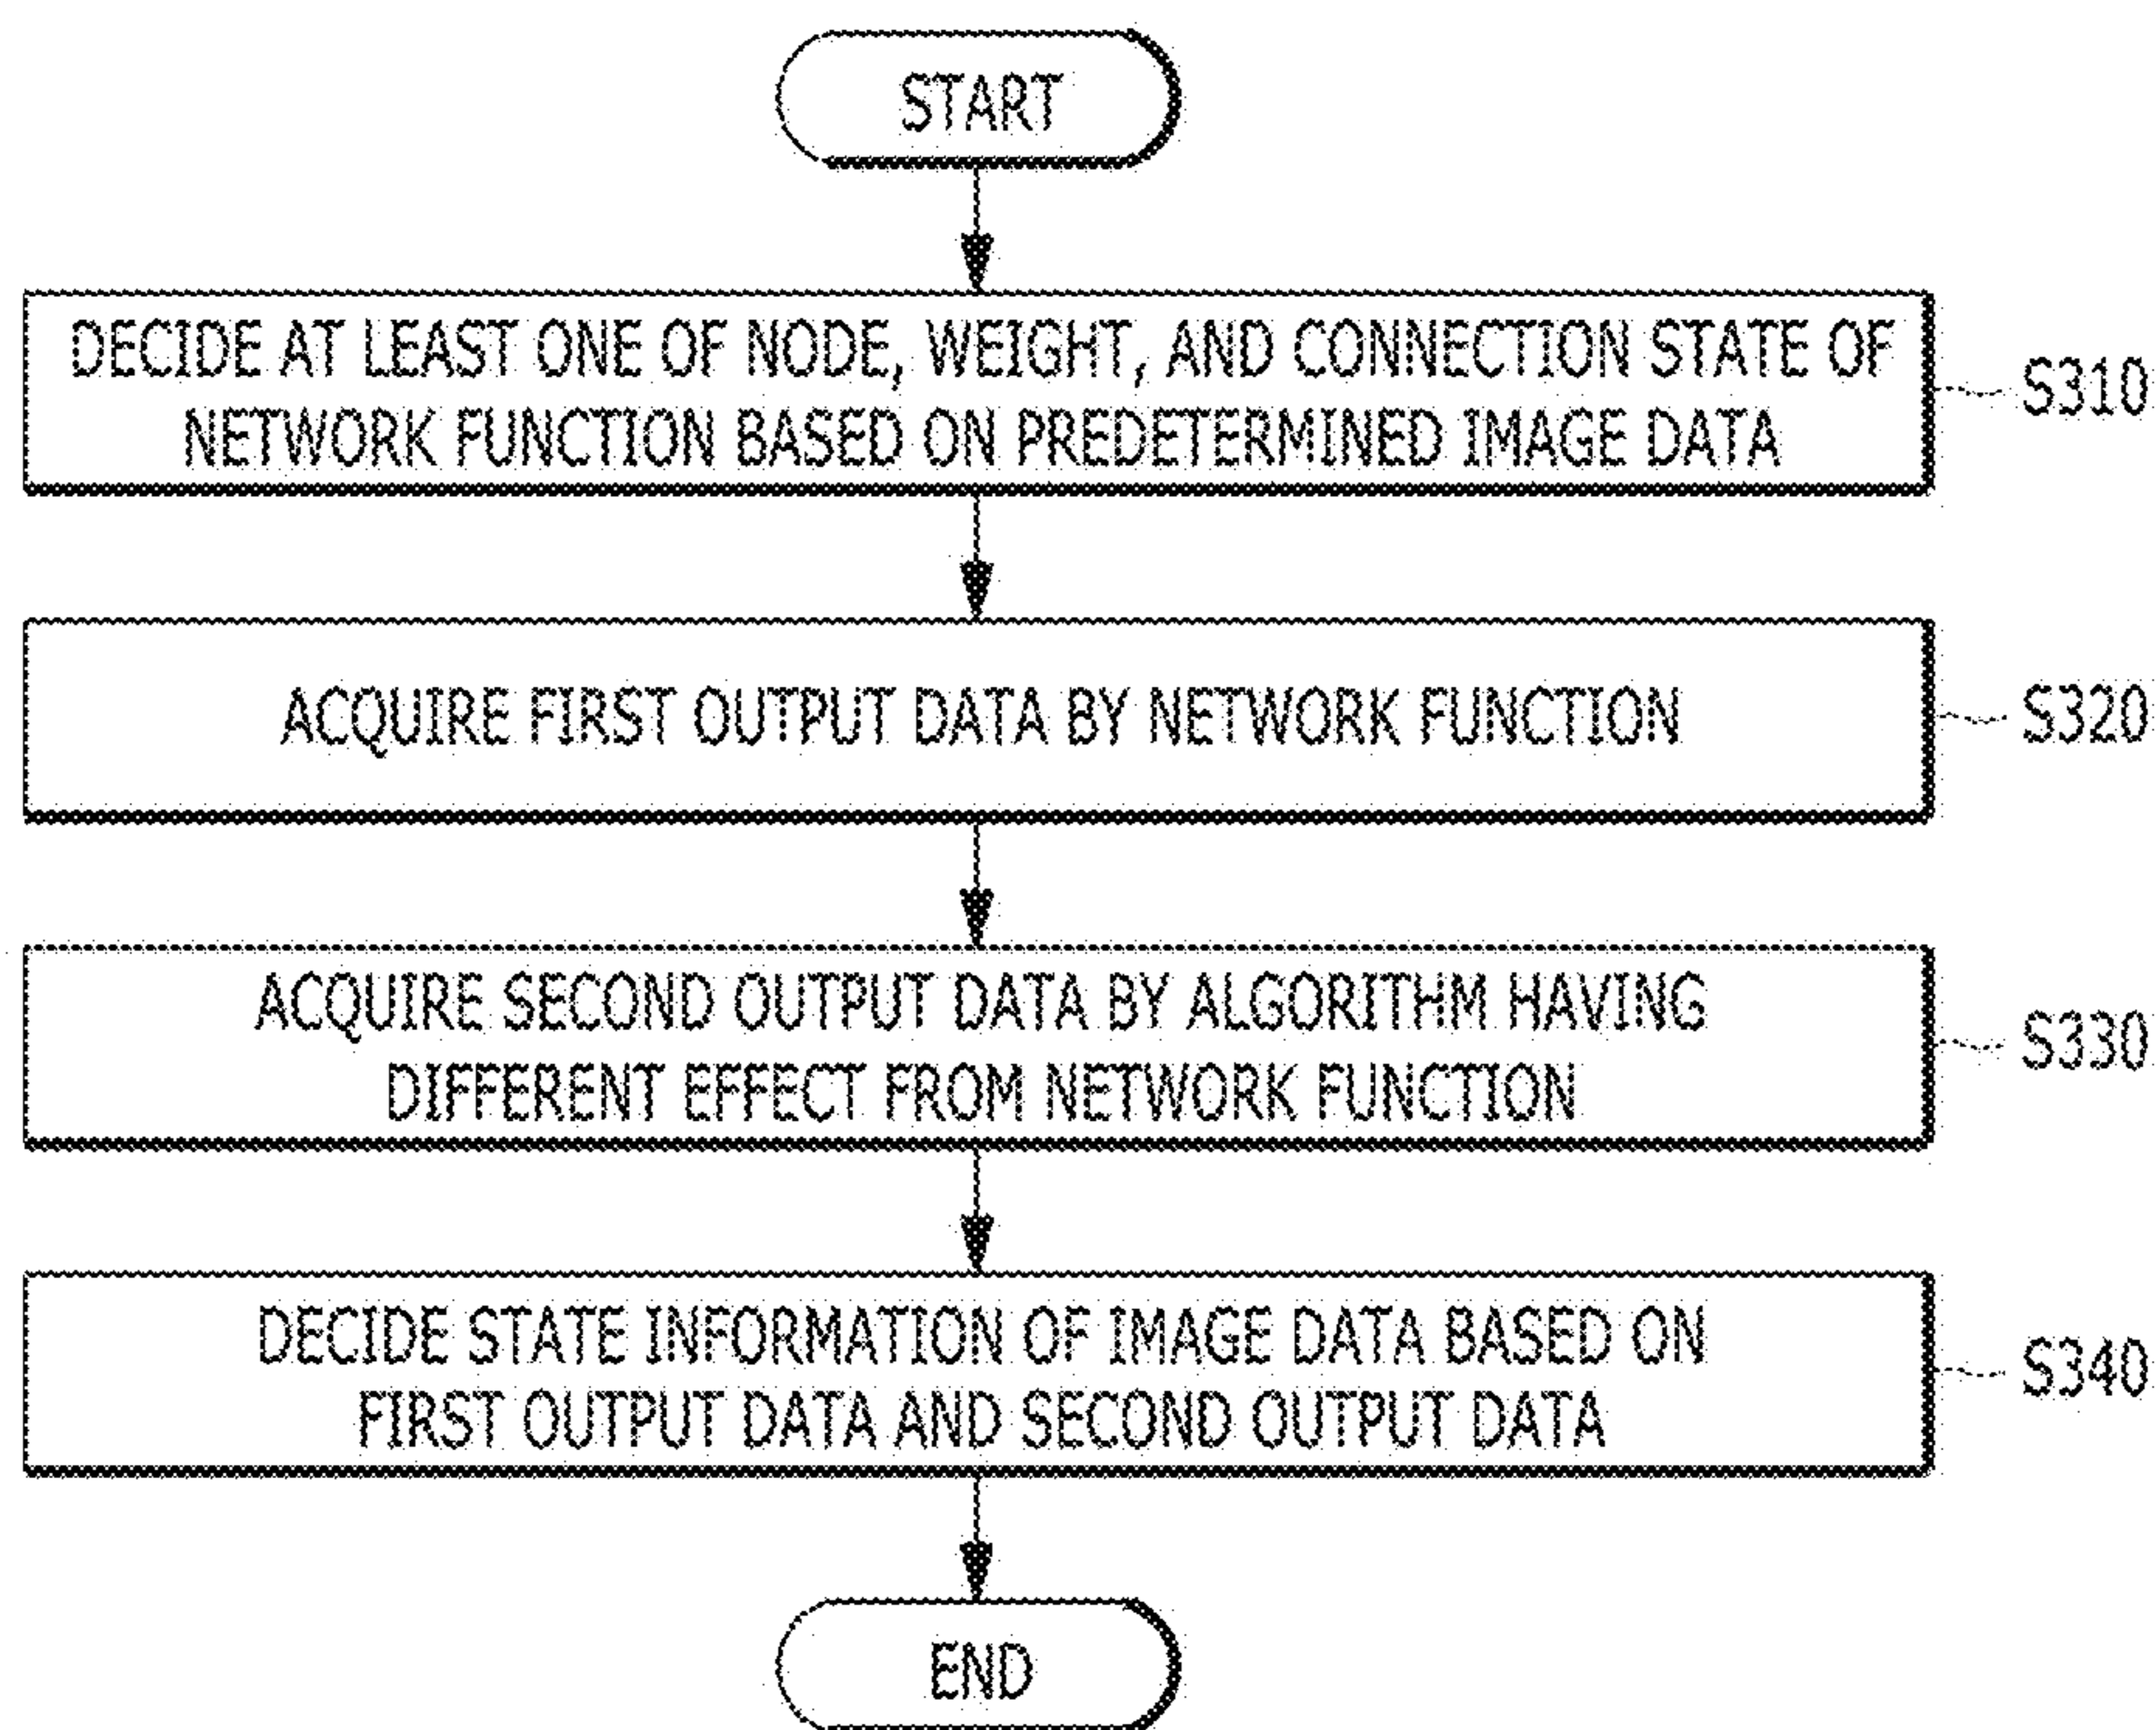 START
DECIDE AT LEAST ONE OF NODE, WEIGHT, AND CONNECTION STATE OF
NETWORK FUNCTION BASED ON PREDETERMINED IMAGE DATA
S310
ACQUIRE FIRST OUTPUT DATA BY NETWORK FUNCTION
S320
ACQUIRE SECOND OUTPUT DATA BY ALGORITHM HAVING
DIFFERENT EFFECT FROM NETWORK FUNCTION
S330
DECIDE STATE INFORMATION OF IMAGE DATA BASED ON
FIRST OUTPUT DATA AND SECOND OUTPUT DATA
S340
END